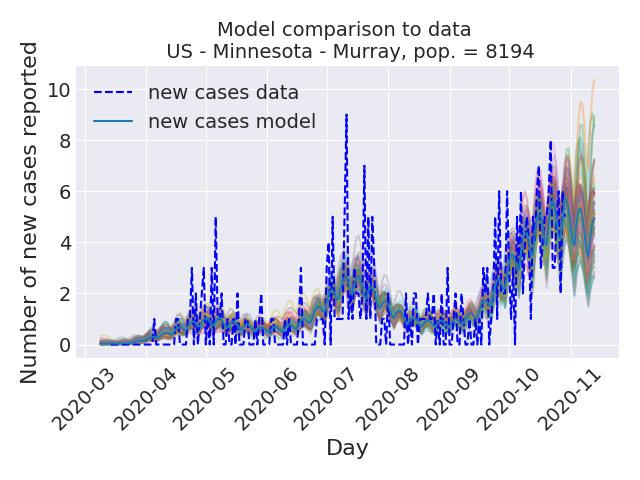 Model comparison to data
US - Minnesota - Murray, pop. = 8194
Number of new cases reported
10
8
6
4
2
0
new cases data
new cases model
2020-03
2020-04
2020-05
2020-06
2020-07
2020-08
2020-09
2020-10
2020-11
Day